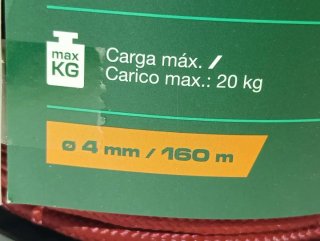 max
KG
Carga máx. /
Carico max.: 20 kg
ø 4 mm / 160 m